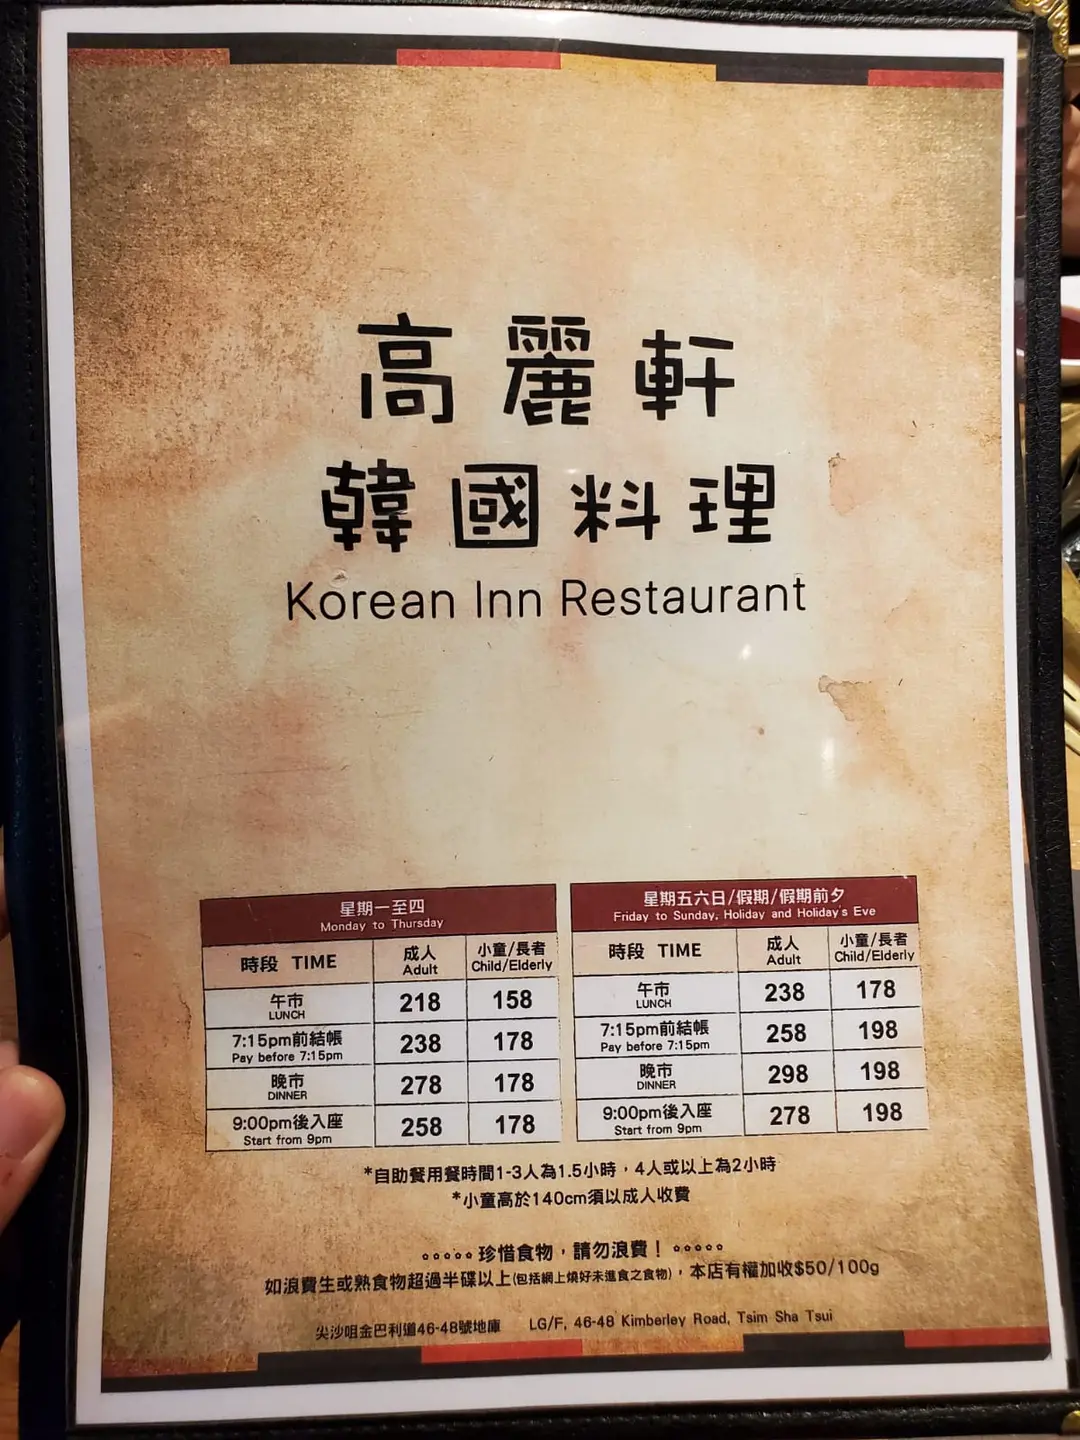 高麗軒
韓國料理
Korean Inn Restaurant
星期一至四
Monday to Thursday
時段 TIME 成人 Adult 小童/長者 Child/Elderly
午市 LUNCH 218 158
7:15pm前結帳 Pay before 7:15pm 238 178
晚市 DINNER 278 178
9:00pm後入座 Start from 9pm 258 178
星期五六日/假期/假期前夕
Friday to Sunday, Holiday and Holiday's Eve
時段 TIME 成人 Adult 小童/長者 Child/Elderly
午市 LUNCH 238 178
7:15pm前結帳 Pay before 7:15pm 258 198
晚市 DINNER 298 198
9:00pm後入座 Start from 9pm 278 198
*自助餐用餐時間1-3人為1.5小時，4人或以上為2小時
*小童高於140cm須以成人收費
珍惜食物，請勿浪費！
如浪費生或熟食物超過半碟以上(包括網上燒好未進食之食物)，本店有權加收$50/100g
尖沙咀金巴利道46-48號地庫 LG/F, 46-48 Kimberley Road, Tsim Sha Tsui